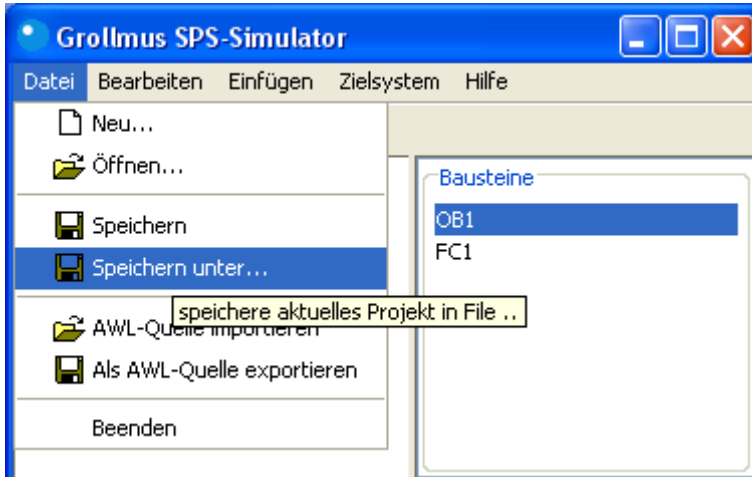 Grollmus SPS-Simulator
Datei Bearbeiten Einfügen Zielsystem Hilfe
Neu...
Öffnen...
Speichern
Speichern unter...
speichere aktuelles Projekt in File ..
AWL-Quelle importieren
Als AWL-Quelle exportieren
Beenden
Bausteine
OB1
FC1